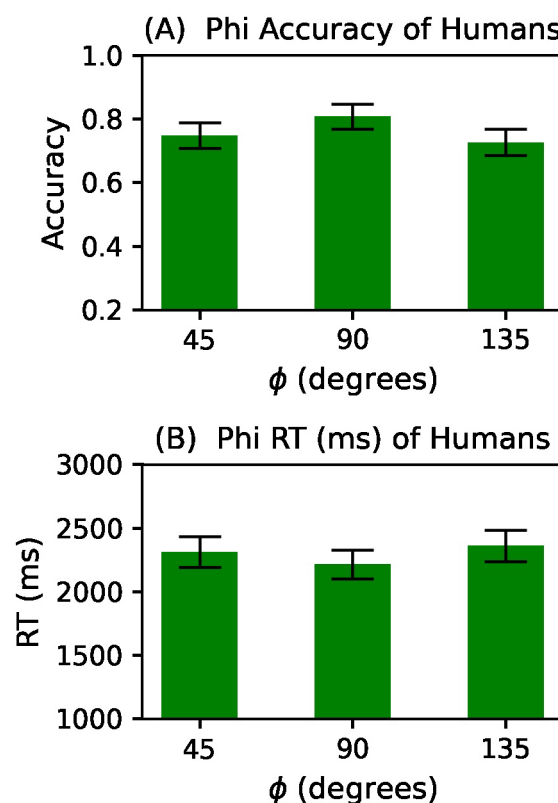 (A) Phi Accuracy of Humans
1.0
0.8
0.6
0.4
0.2
Accuracy
45 90 135
ϕ (degrees)
(B) Phi RT (ms) of Humans
3000
2500
2000
1500
1000
RT (ms)
45 90 135
ϕ (degrees)